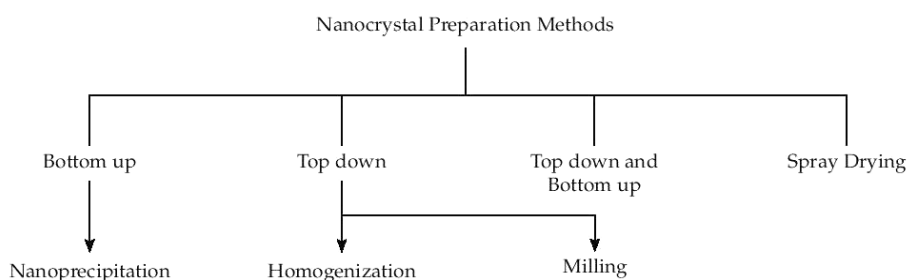 Nanocrystal Preparation Methods
Bottom up
Top down
Top down and
Bottom up
Spray Drying
Nanoprecipitation
Homogenization
Milling